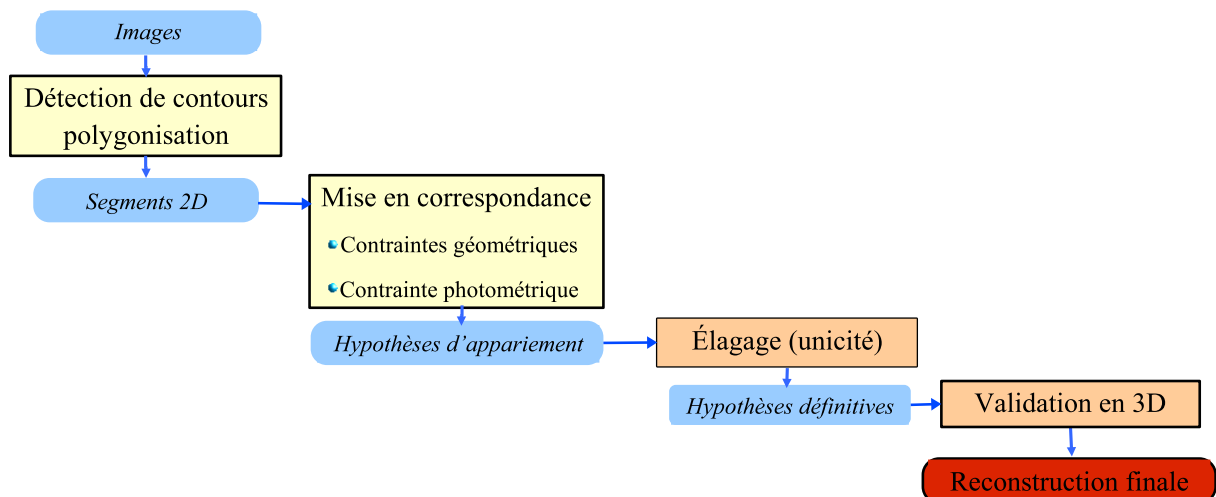 Images
Détection de contours
polygonisation
Segments 2D
Mise en correspondance
Contraintes géométriques
Contrainte photométrique
Hypothèses d'appariement
Élagage (unicité)
Hypothèses définitives
Validation en 3D
Reconstruction finale